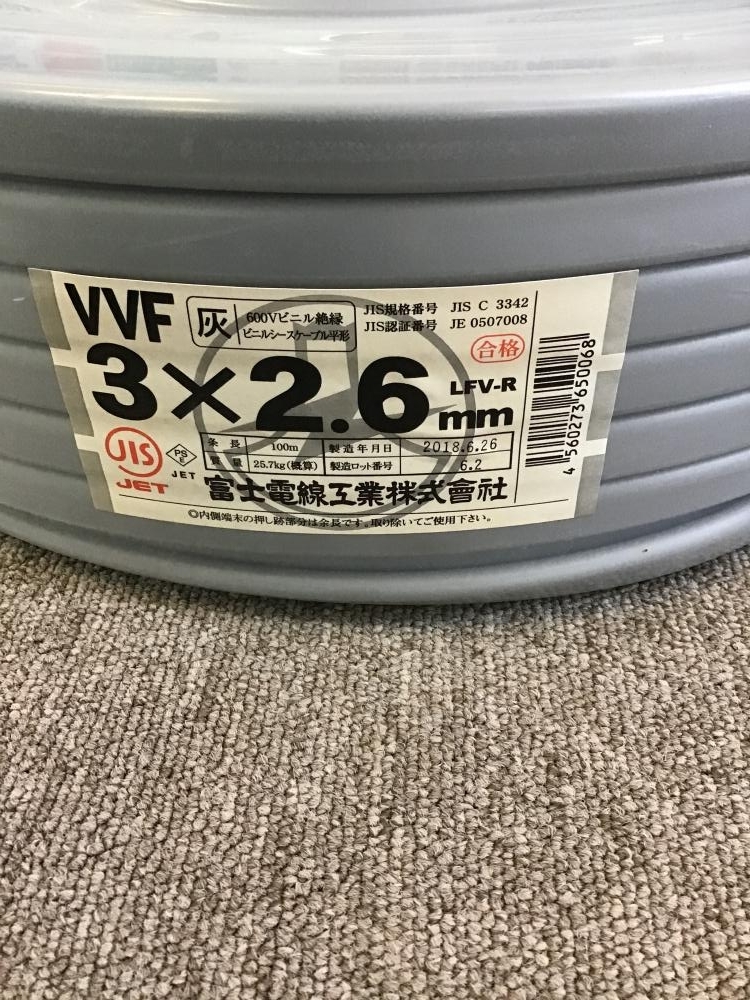 VVF 灰 600Vビニル絶縁
ビニルシースケーブル平形
JIS規格番号 JIS C 3342
JIS認証番号 JE 0507008
合格
3×2.6mm LFV-R
JIS
JET
PS
E
JET
条長 100m 製造年月日 2018.6.26
質量 25.7kg(概算) 製造ロット番号 6.2
富士電線工業株式會社
◎内側端末の押し跡部分は余長です。取り除いてご使用下さい。
4 560273 650068